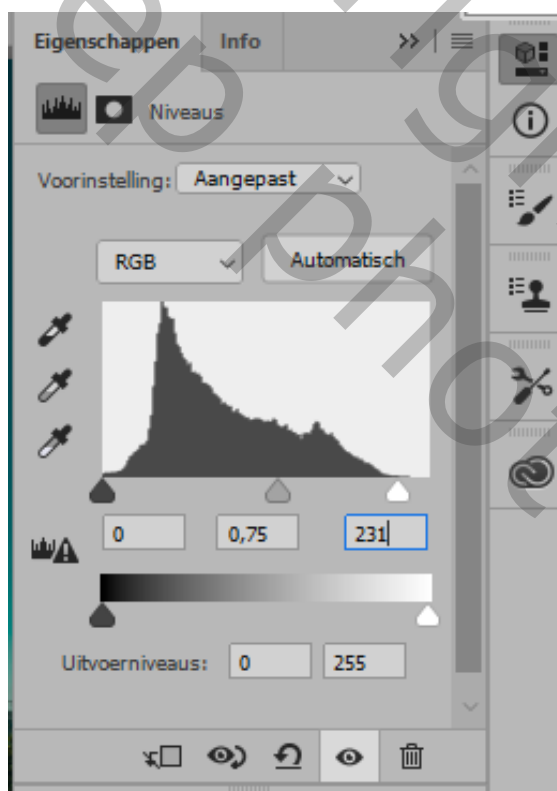 Eigenschappen Info
Niveaus
Voorinstelling: Aangepast
RGB Automatisch
0 0,75 231
Uitvoerniveaus: 0 255